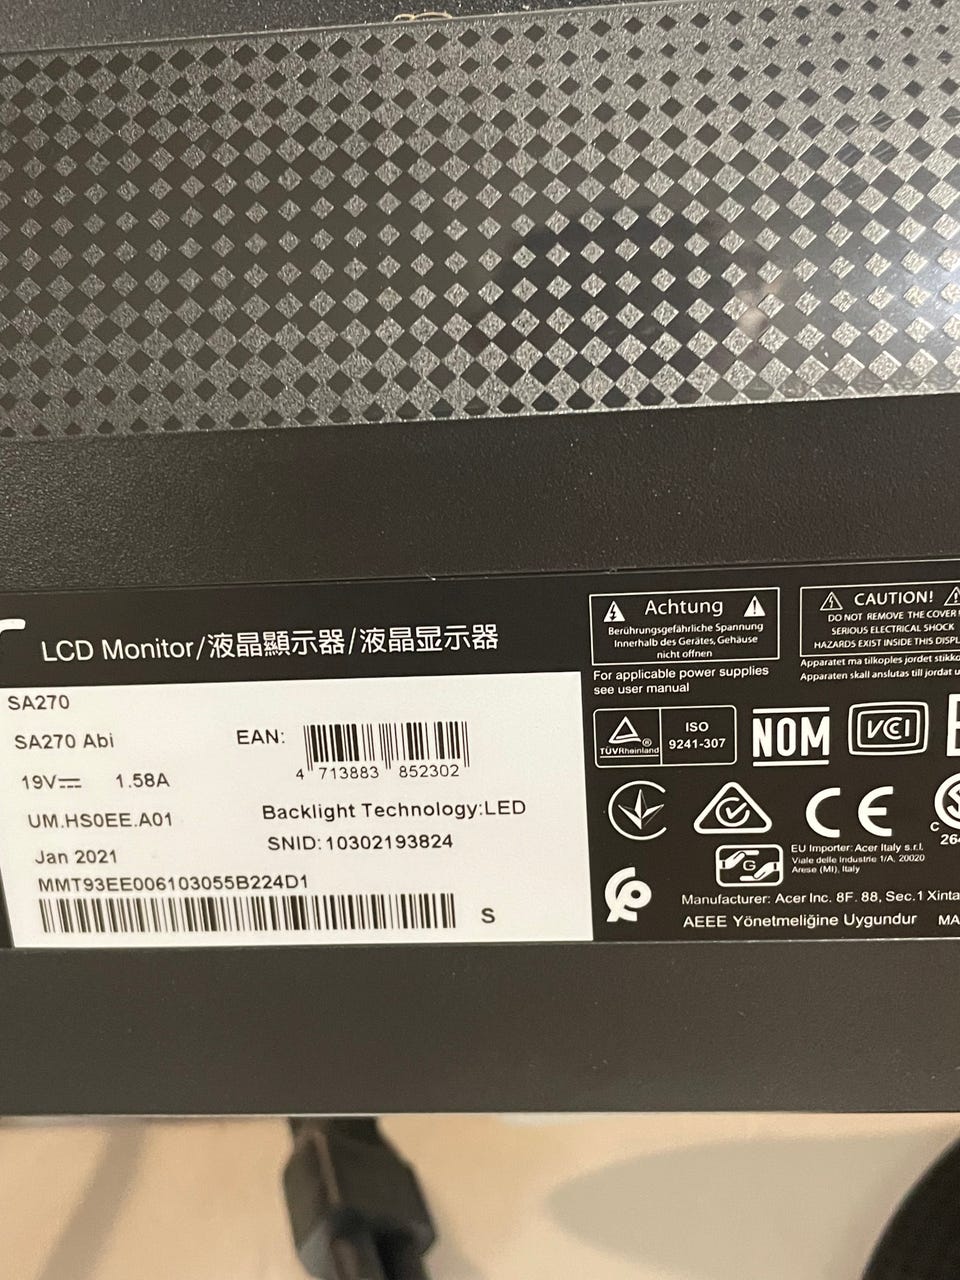 LCD Monitor/液晶顯示器/液晶显示器
SA270
SA270 Abi
19V 1.58A
UM.HS0EE.A01
Jan 2021
MMT93EE006103055B224D1
EAN:
4 713883 852302
Backlight Technology:LED
SNID:10302193824
S
Achtung
Berührungsgefährliche Spannung
Innerhalb des Gerätes, Gehäuse
nicht öffnen
For applicable power supplies
see user manual
CAUTION!
DO NOT REMOVE THE COVER
SERIOUS ELECTRICAL SHOCK
HAZARDS EXIST INSIDE THIS
Apparatet må tilkoples jordet
Apparaten skall anslutas till jordat
TÜVRheinland®
ISO
9241-307
NOM
VCI
CE
C
G
EU Importer: Acer Italy s.r.l.
Viale delle Industrie 1/A, 20020
Arese (MI), Italy
Manufacturer: Acer Inc. 8F. 88, Sec.1
AEEE Yönetmeliğine Uygundur